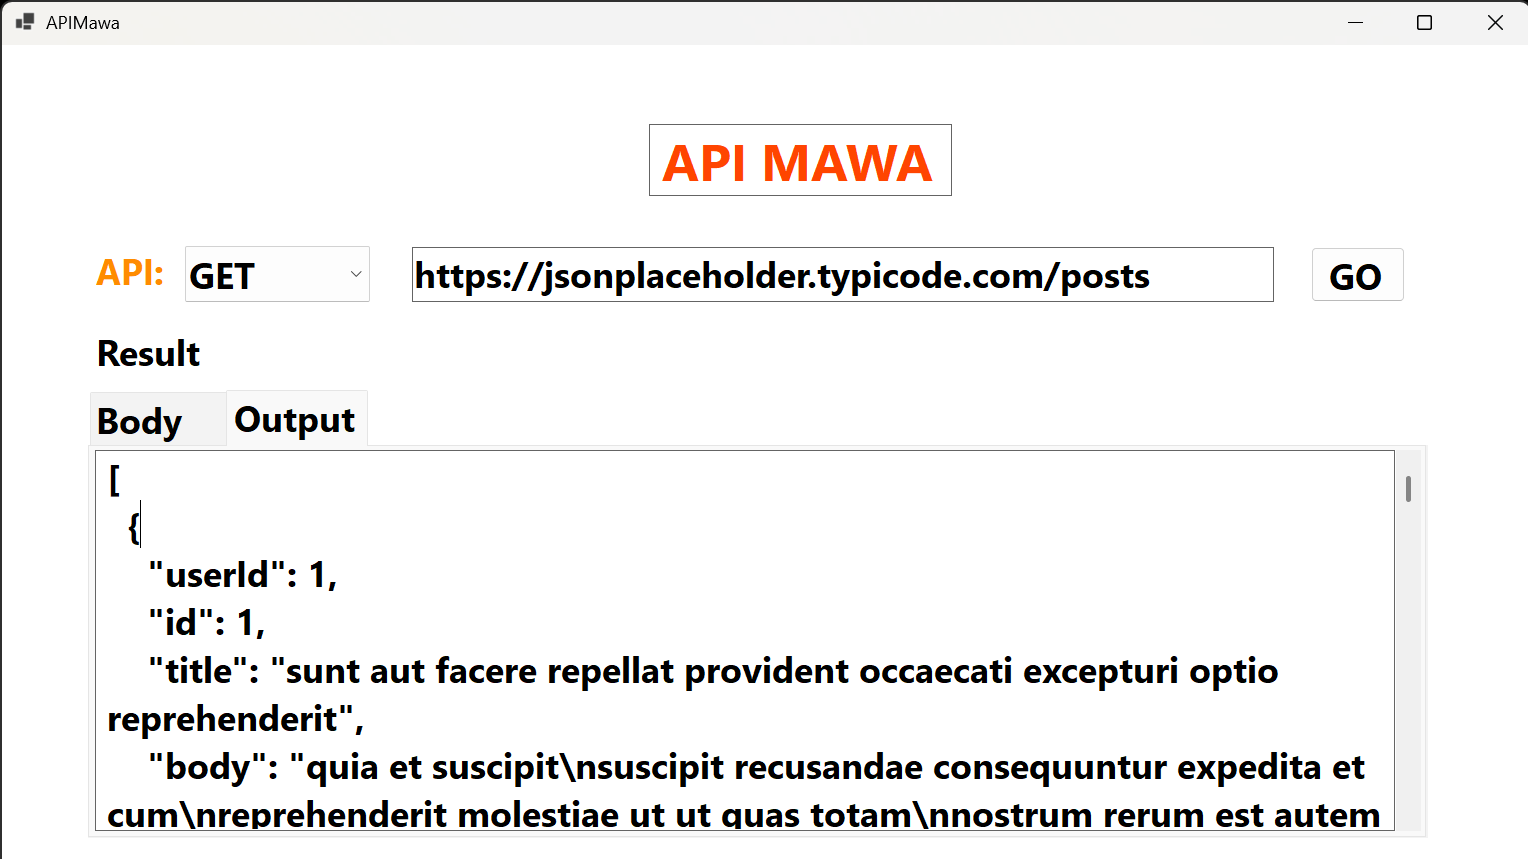 APIMawa
API MAWA
API: GET https://jsonplaceholder.typicode.com/posts GO
Result
Body Output
[
{
"userId": 1,
"id": 1,
"title": "sunt aut facere repellat provident occaecati excepturi optio
reprehenderit",
"body": "quia et suscipit\nsuscipit recusandae consequuntur expedita et
cum\nreprehenderit molestiae ut ut quas totam\nnostrum rerum est autem